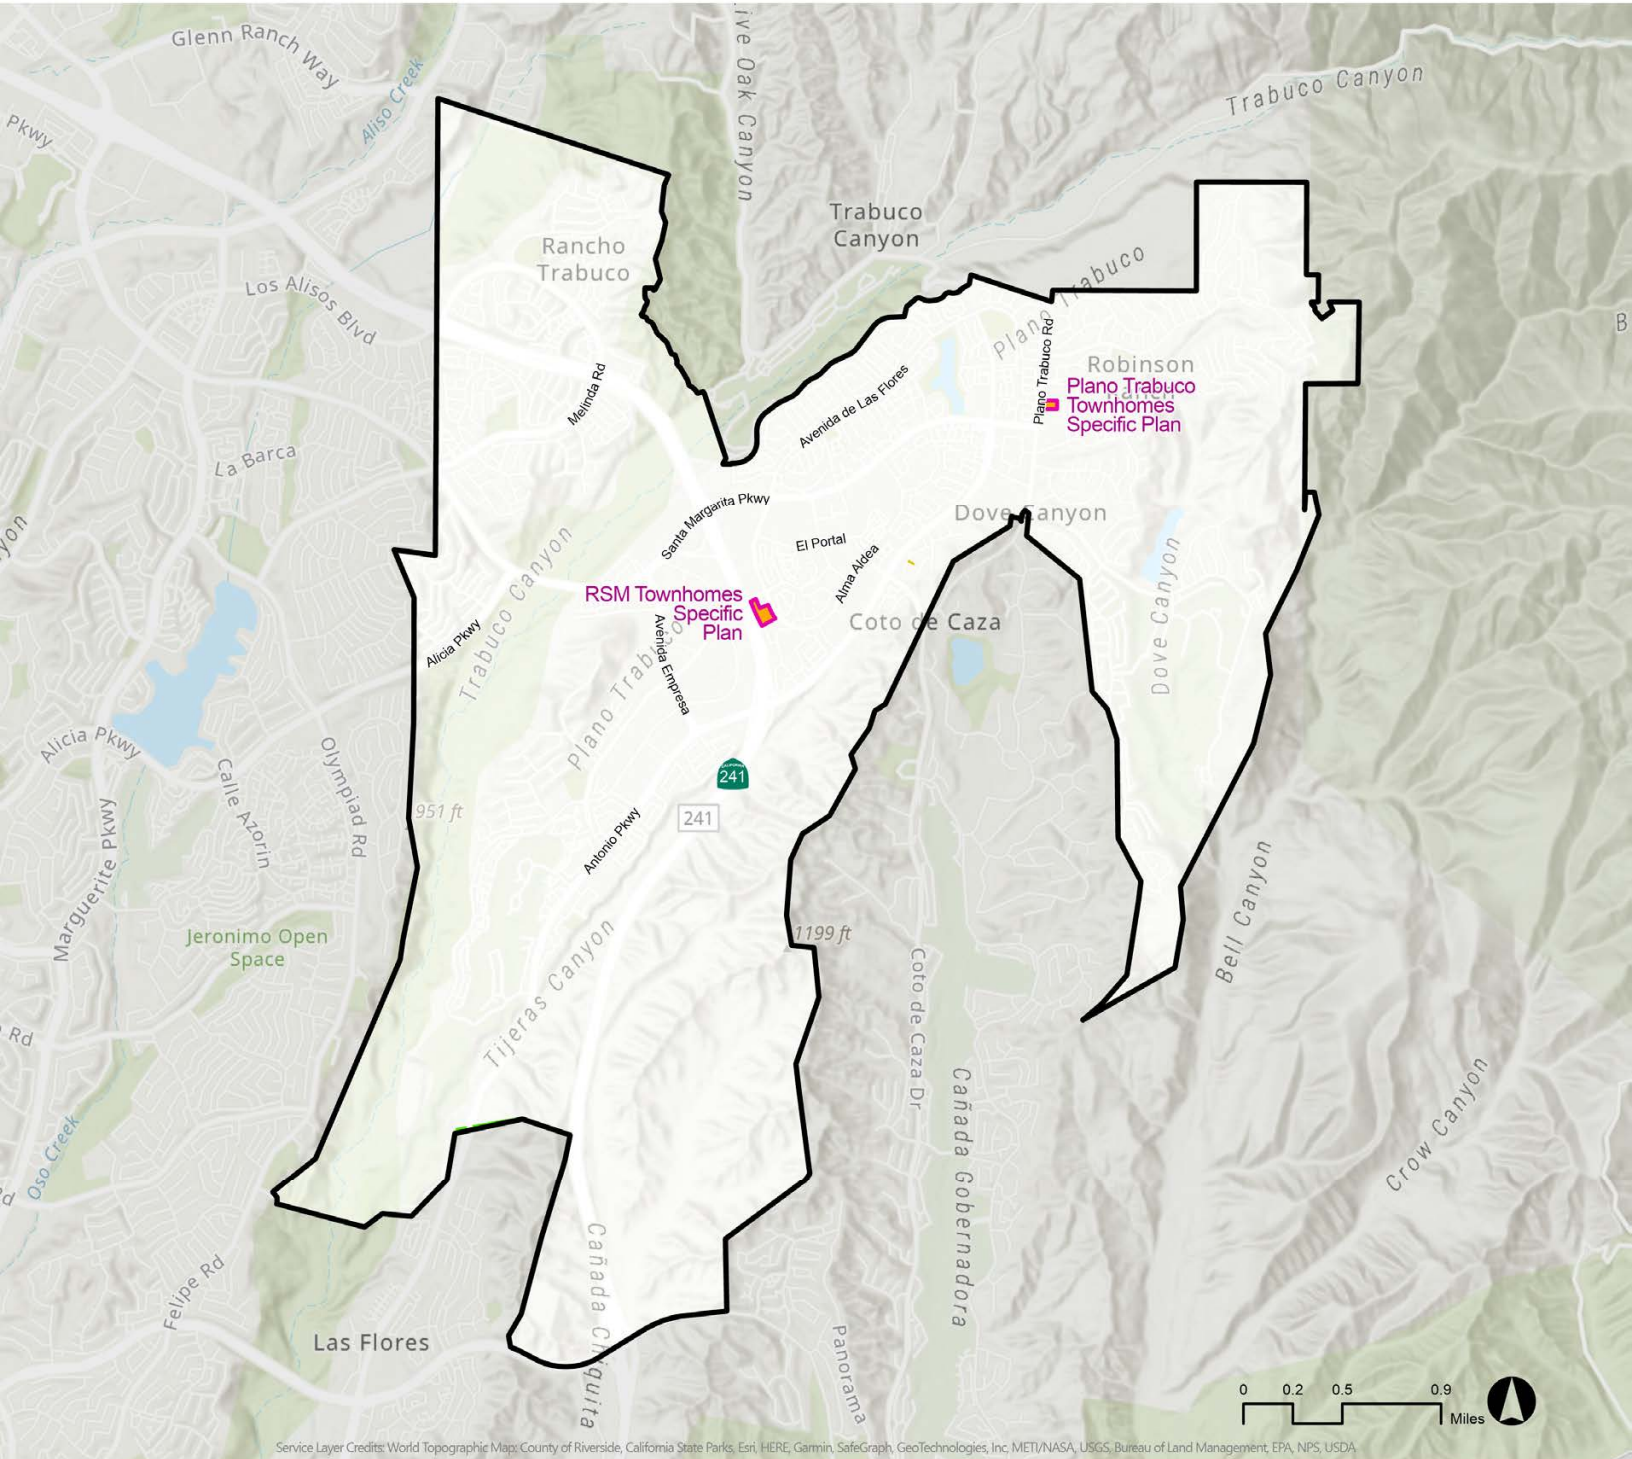 Glenn Ranch Way
Aliso Creek
Live Oak Canyon
Trabuco Canyon
Pkwy
Trabuco
Canyon
Rancho
Trabuco
Los Alisos Blvd
Plano Trabuco
Plano Trabuco Rd
Robinson
Ranch
Plano Trabuco
Townhomes
Specific Plan
Melinda Rd
Avenida de Las Flores
La Barca
Santa Margarita Pkwy
Dove Canyon
El Portal
Alma Aldea
yon
Trabuco Canyon
RSM Townhomes
Specific
Plan
Coto de Caza
Dove Canyon
Alicia Pkwy
Avenida Empresa
Plano Trabuco
Alicia Pkwy
Olympiad Rd
Calle Azorin
CALIFORNIA
241
241
951 ft
Marguerite Pkwy
Antonio Pkwy
Bell Canyon
Jeronimo Open
Space
1199 ft
Tijeras Canyon
Coto de Caza Dr
Rd
Cañada Gobernadora
Crow Canyon
Oso Creek
Rd
Felipe Rd
Cañada Chiquita
Las Flores
Panorama
B
0 0.2 0.5 0.9
Miles
Service Layer Credits: World Topographic Map: County of Riverside, California State Parks, Esri, HERE, Garmin, SafeGraph, GeoTechnologies, Inc, METI/NASA, USGS, Bureau of Land Management, EPA, NPS, USDA